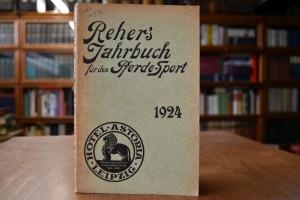 Rehers
Jahrbuch
für den Pferde-Sport
1924
HOTEL-ASTORIA
LEIPZIG